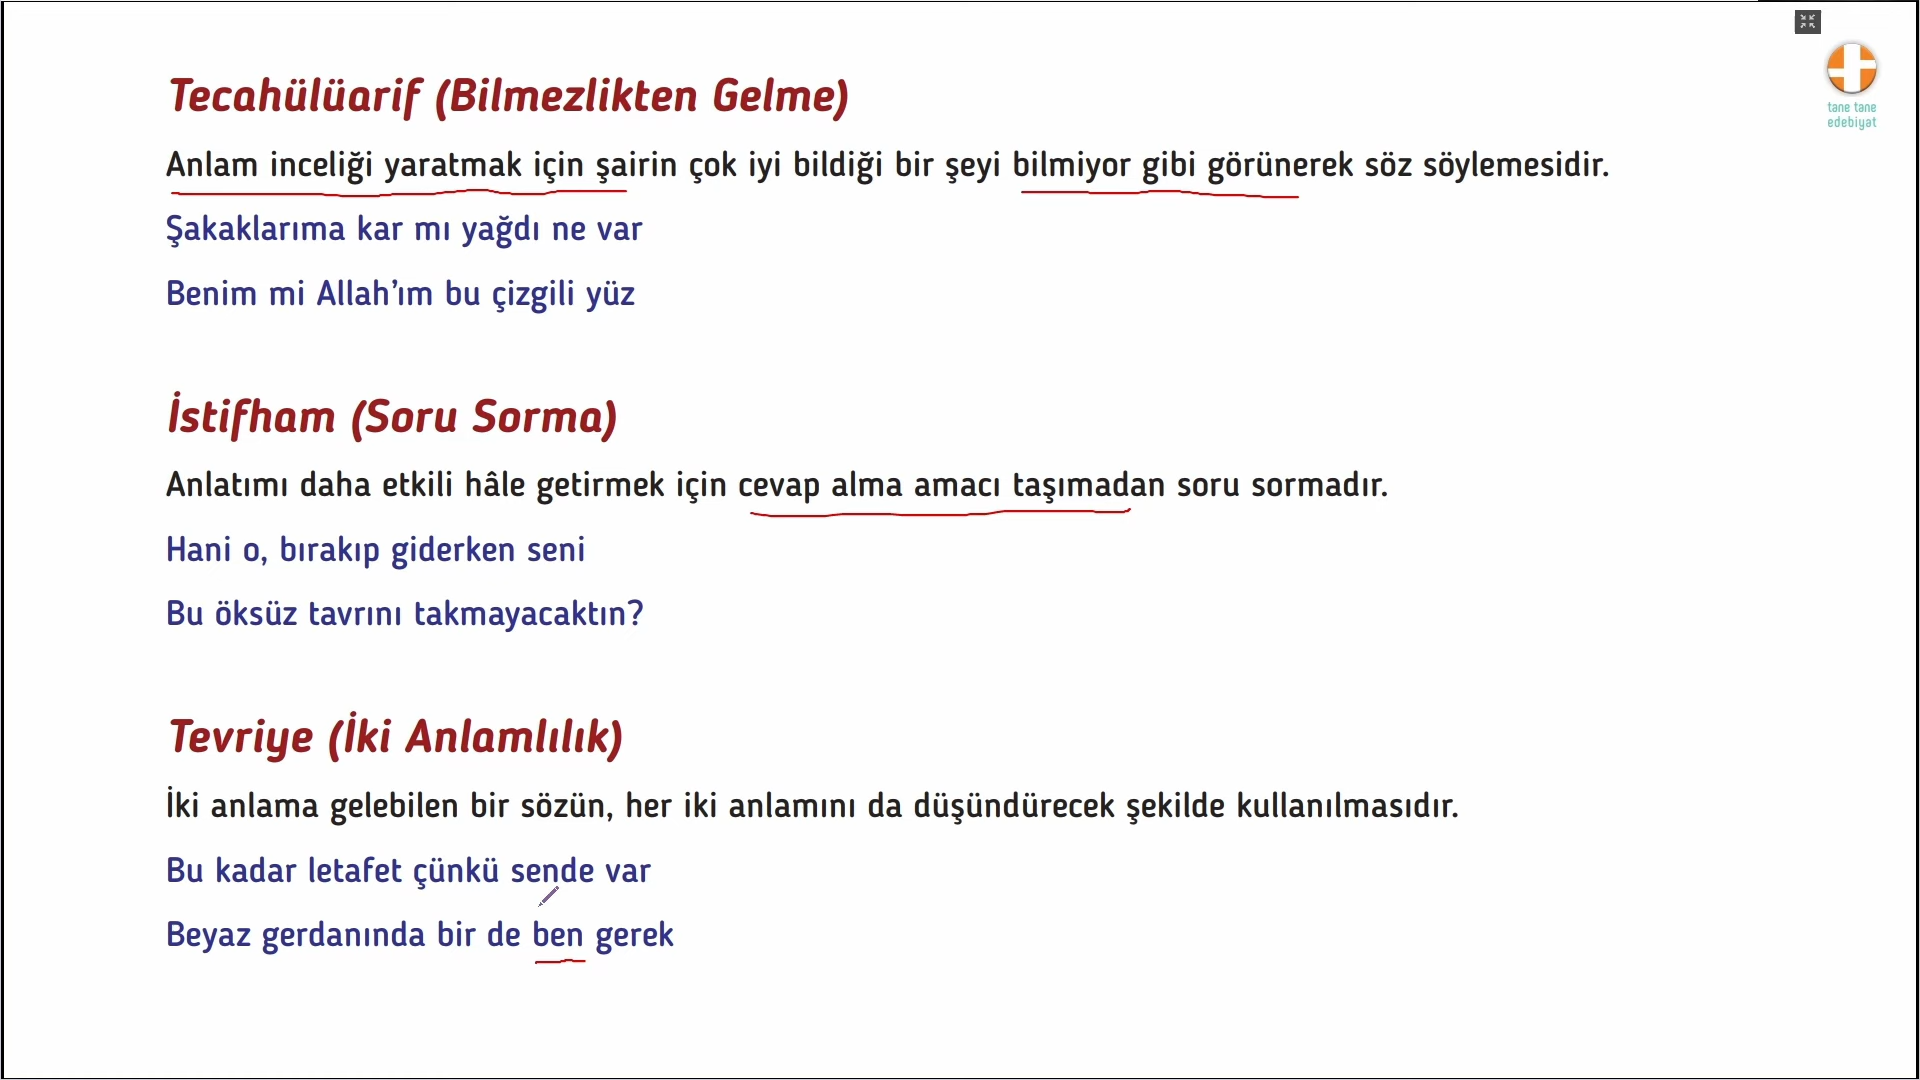 tane tane
edebiyat
Tecahülüarif (Bilmezlikten Gelme)
Anlam inceliği yaratmak için şairin çok iyi bildiği bir şeyi bilmiyor gibi görünerek söz söylemesidir.
Şakaklarıma kar mı yağdı ne var
Benim mi Allah’ım bu çizgili yüz
İstifham (Soru Sorma)
Anlatımı daha etkili hâle getirmek için cevap alma amacı taşımadan soru sormadır.
Hani o, bırakıp giderken seni
Bu öksüz tavrını takmayacaktın?
Tevriye (İki Anlamlılık)
İki anlama gelebilen bir sözün, her iki anlamını da düşündürecek şekilde kullanılmasıdır.
Bu kadar letafet çünkü sende var
Beyaz gerdanında bir de ben gerek